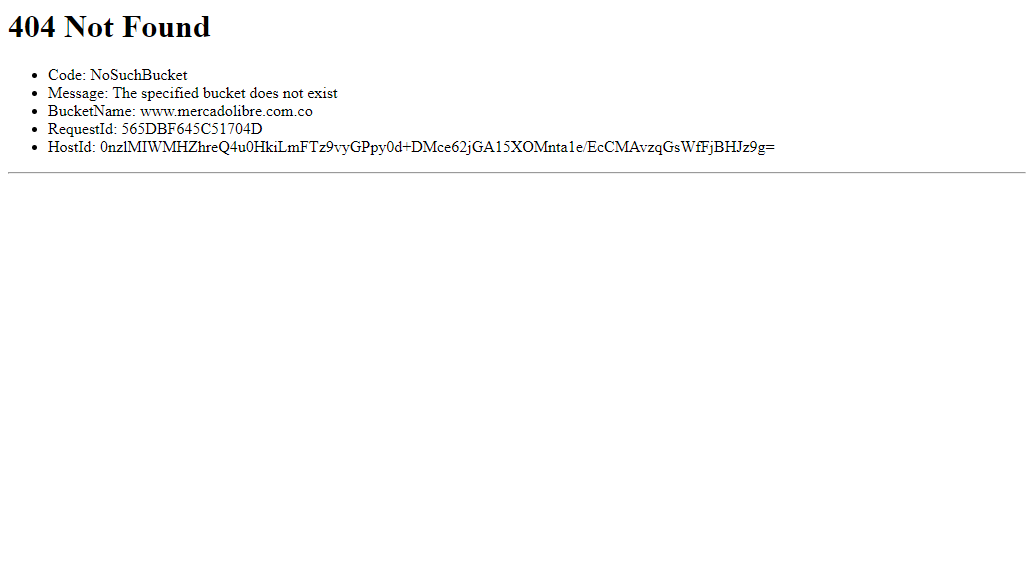 404 Not Found
Code: NoSuchBucket
Message: The specified bucket does not exist
BucketName: www.mercadolibre.com.co
RequestId: 565DBF645C51704D
HostId: 0nzlMIWMHZhreQ4u0HkiLmFTz9vyGPpy0d+DMce62jGA15XOMnta1e/EcCMAvzqGsWfFjBHJz9g=